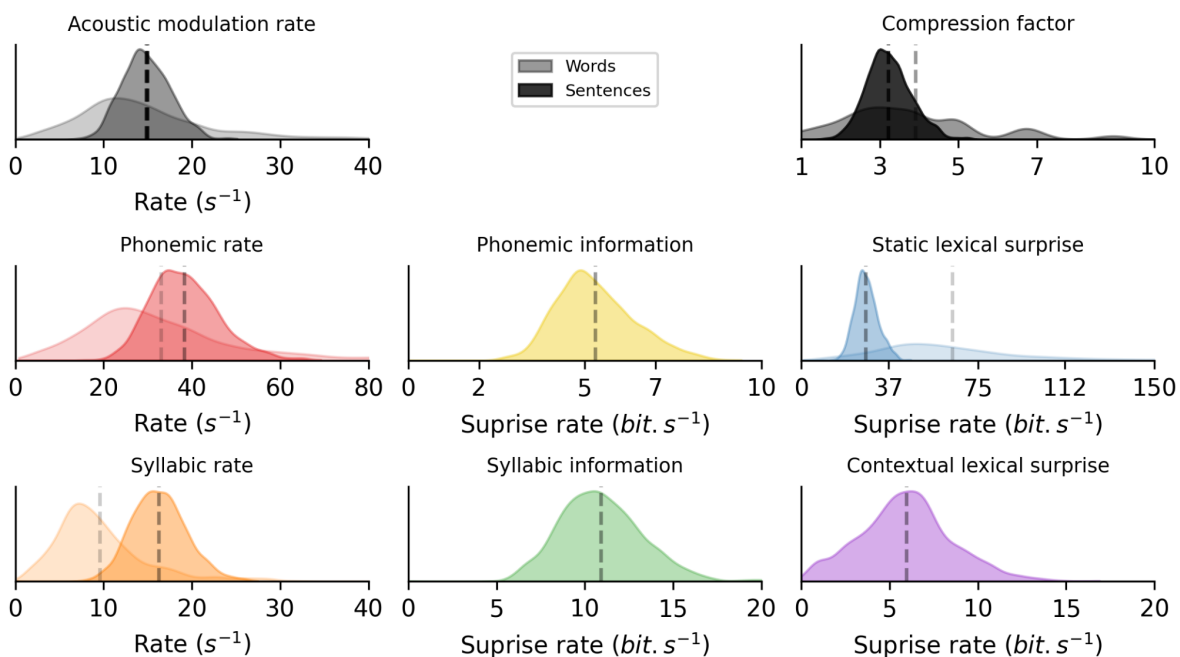 Acoustic modulation rate
Compression factor
Words
Sentences
0 10 20 30 40
1 3 5 7 10
Rate (s⁻¹)
Phonemic rate
Phonemic information
Static lexical surprise
0 20 40 60 80
0 2 5 7 10
0 37 75 112 150
Rate (s⁻¹)
Suprise rate (bit.s⁻¹)
Suprise rate (bit.s⁻¹)
Syllabic rate
Syllabic information
Contextual lexical surprise
0 10 20 30 40
0 5 10 15 20
0 5 10 15 20
Rate (s⁻¹)
Suprise rate (bit.s⁻¹)
Suprise rate (bit.s⁻¹)